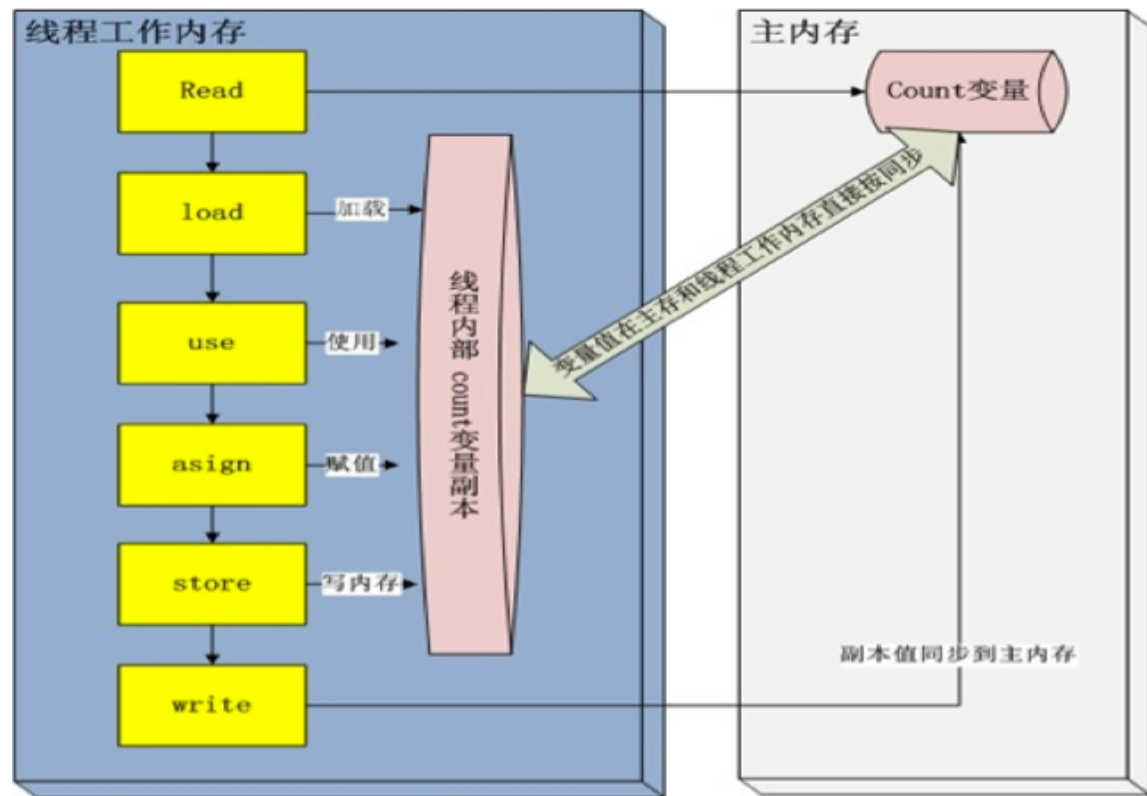 线程工作内存
主内存
Read
Count变量
load
加载
use
使用
asign
赋值
store
写内存
write
线程内部 count变量副本
变量值在主存和线程工作内存直接按同步
副本值同步到主内存